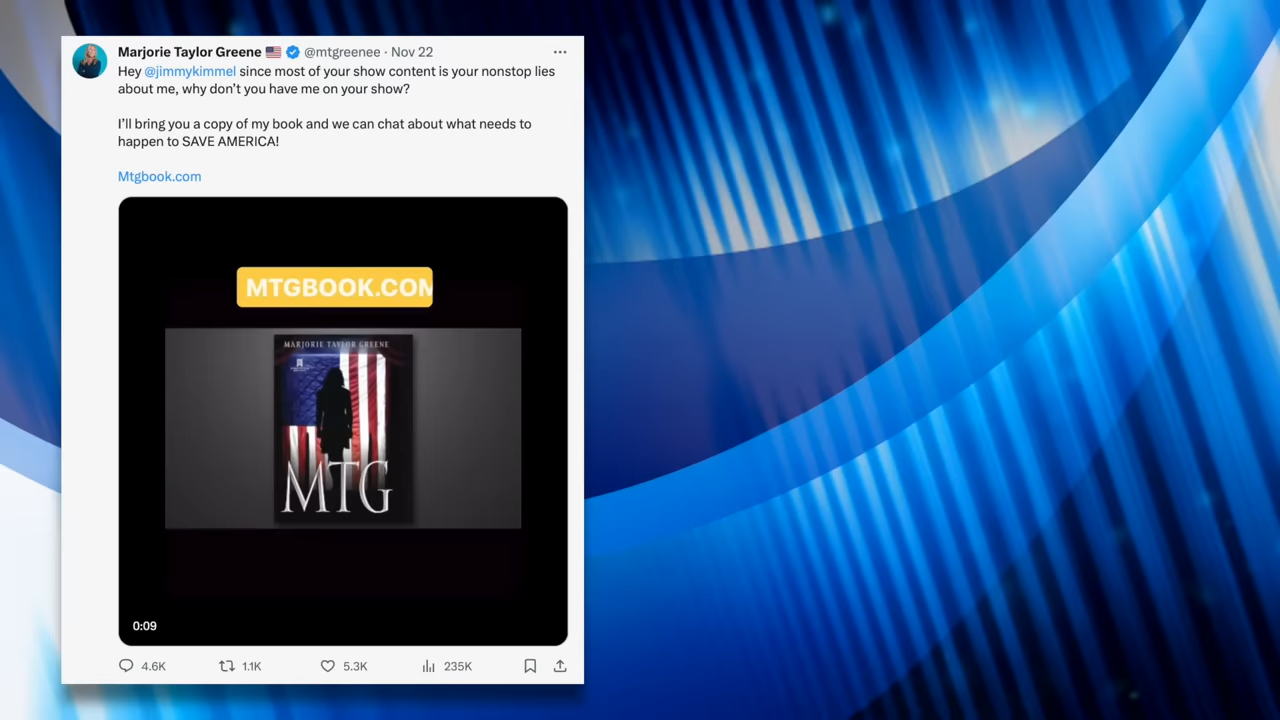 Marjorie Taylor Greene 🇺🇸 @mtgreenee · Nov 22
Hey @jimmykimmel since most of your show content is your nonstop lies
about me, why don’t you have me on your show?
I’ll bring you a copy of my book and we can chat about what needs to
happen to SAVE AMERICA!
Mtgbook.com
MTGBOOK.COM
MARJORIE TAYLOR GREENE
MTG
0:09
4.6K 1.1K 5.3K 235K